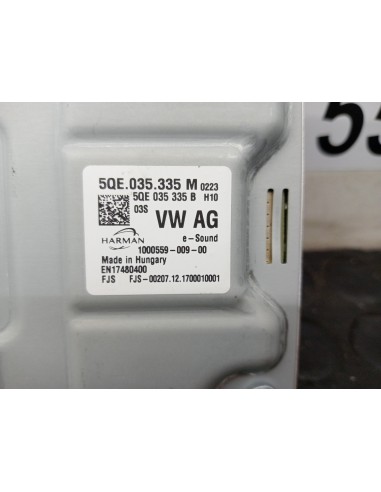 5QE.035.335 M 0223
5QE 035 335 B H10
03S
VW AG
HARMAN
e-Sound
1000559-009-00
Made in Hungary
EN17480400
FJS FJS-00207.12.1700010001
55